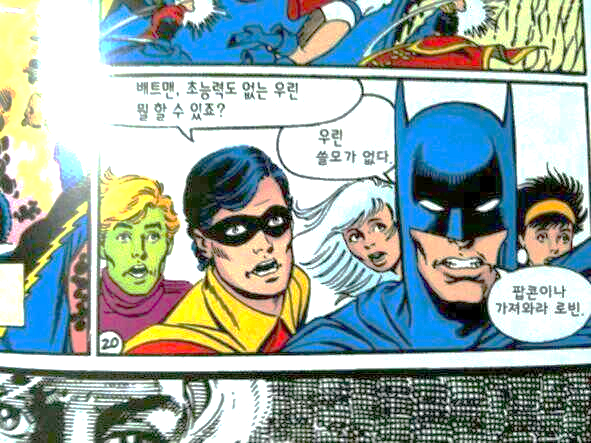 배트맨, 초능력도 없는 우린
뭘 할 수 있죠?
우린
쓸모가 없다.
팝콘이나
가져와라 로빈.
20